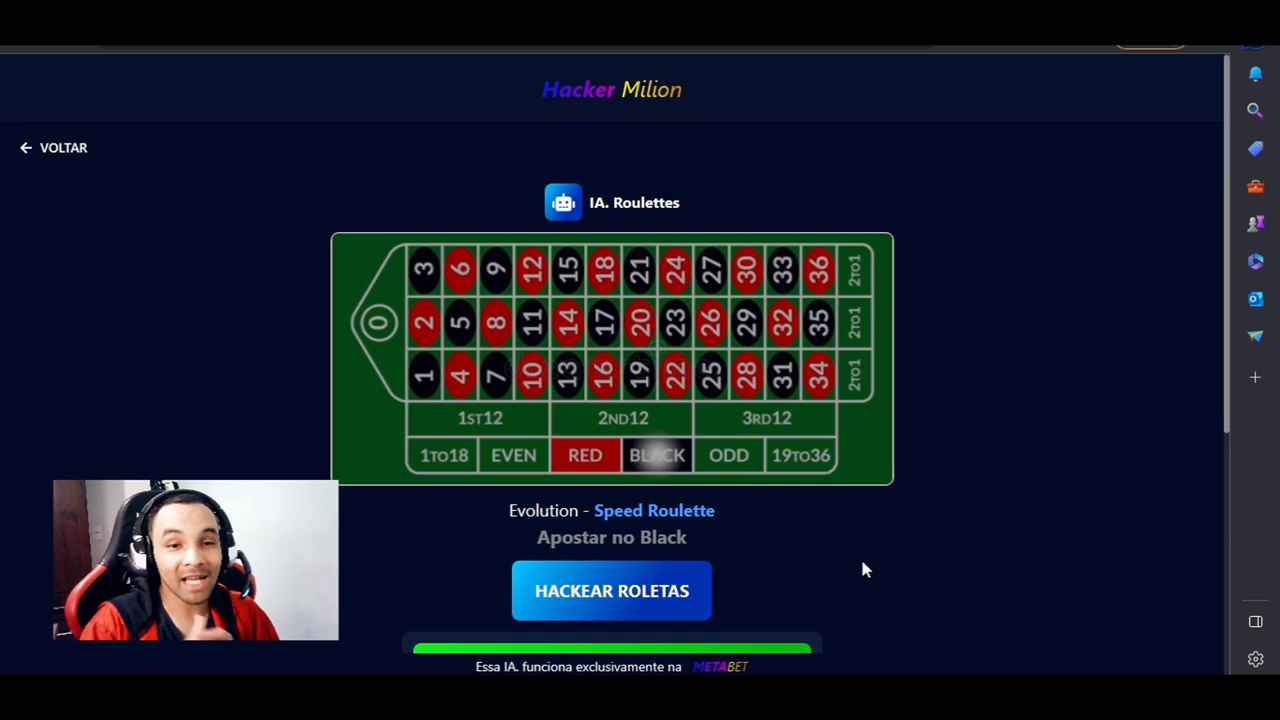 Hacker Milion
← VOLTAR
IA. Roulettes
3 6 9 12 15 18 21 24 27 30 33 36 2TO1
0 2 5 8 11 14 17 20 23 26 29 32 35 2TO1
1 4 7 10 13 16 19 22 25 28 31 34 2TO1
1ST12 2ND12 3RD12
1TO18 EVEN RED BLACK ODD 19TO36
Evolution - Speed Roulette
Apostar no Black
HACKEAR ROLETAS
Essa IA. funciona exclusivamente na METABET